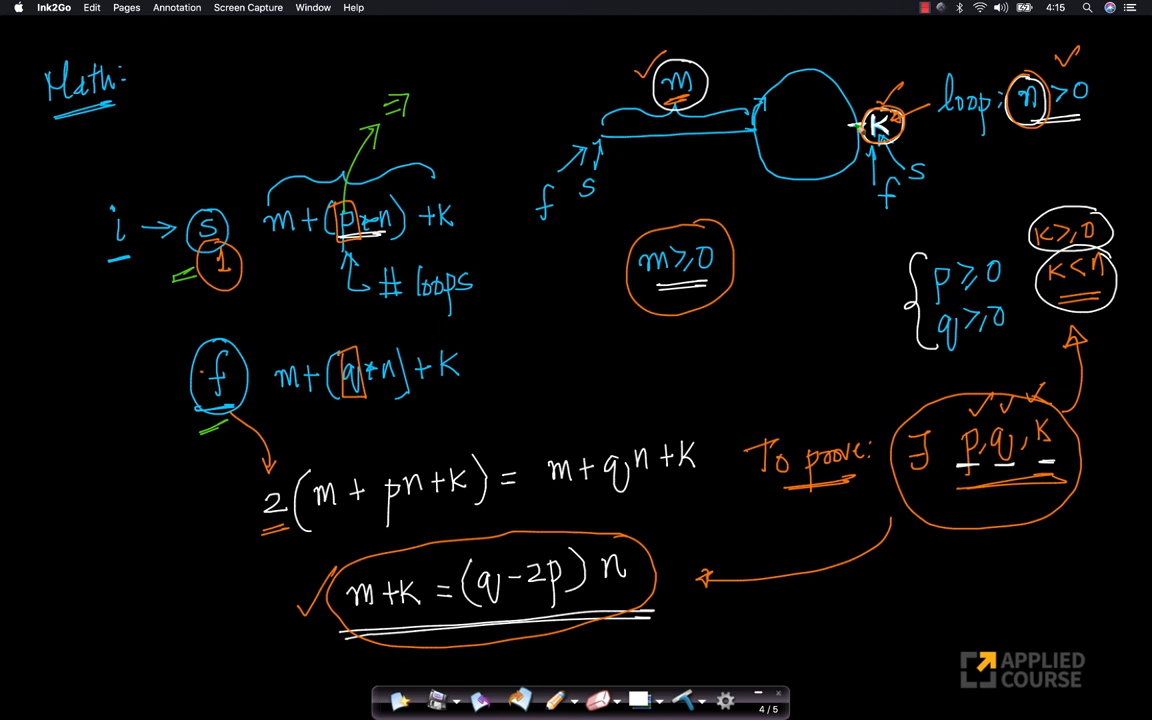 Ink2Go Edit Pages Annotation Screen Capture Window Help 4:15
Math:
m
loop: n >0
K
f s
f s
i → s m+(p*n)+K
1
# loops
m≥0
K≥0
K<n
p≥0
q≥0
f m+(q*n)+K
2(m+pn+K) = m+qn+K
To prove: ∃ p,q,K
m+K = (q-2p) n
APPLIED
COURSE
4/5